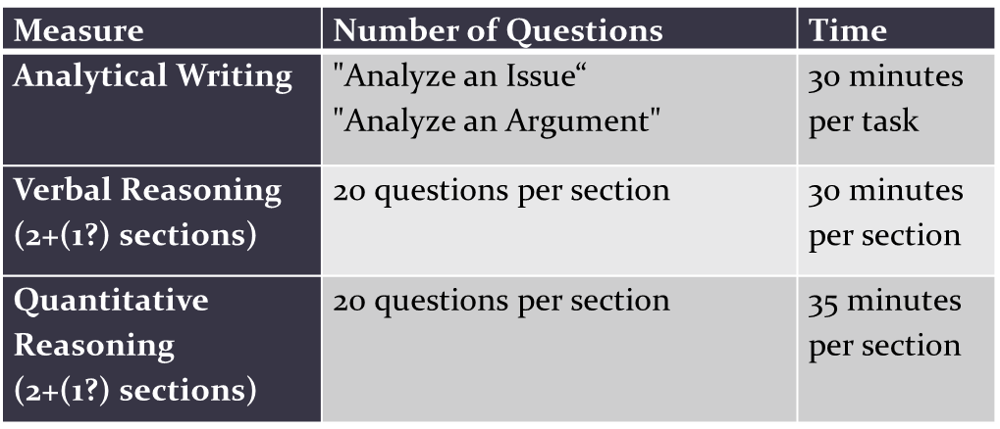 Measure Number of Questions Time
Analytical Writing "Analyze an Issue“ 30 minutes
"Analyze an Argument" per task
Verbal Reasoning 20 questions per section 30 minutes
(2+(1?) sections) per section
Quantitative 20 questions per section 35 minutes
Reasoning per section
(2+(1?) sections)